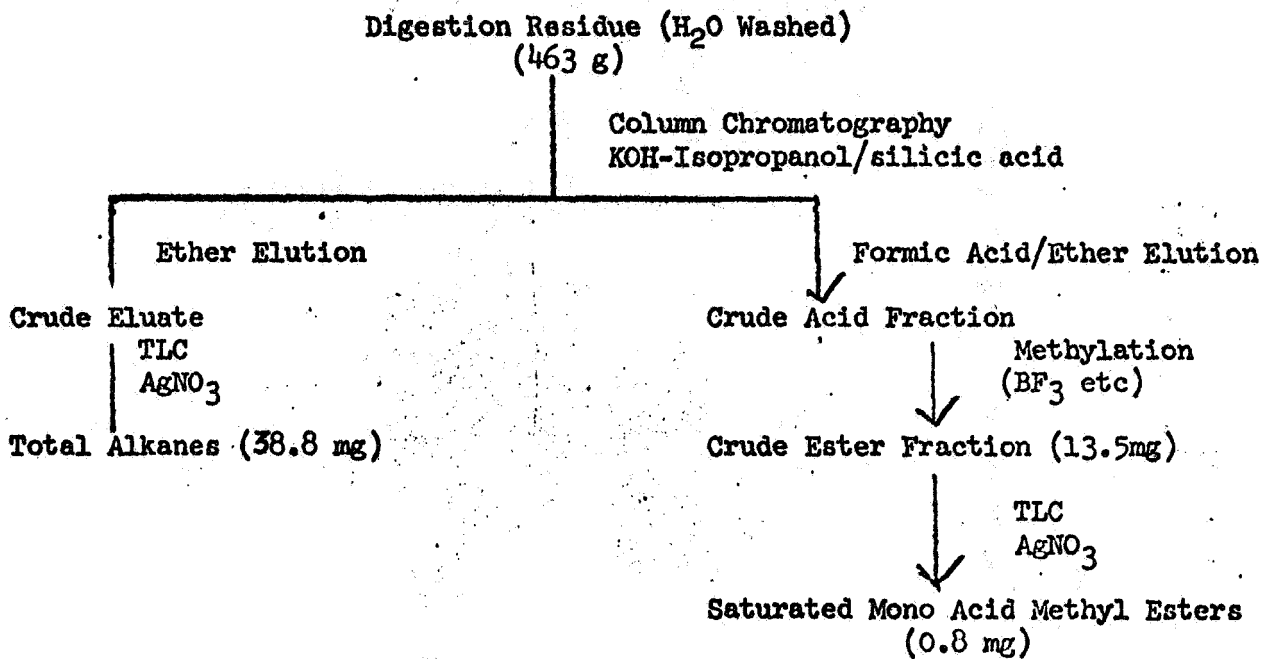 Digestion Residue (H2O Washed)
(463 g)
Column Chromatography
KOH-Isopropanol/silicic acid
Ether Elution
Formic Acid/Ether Elution
Crude Eluate
TLC
AgNO3
Total Alkanes (38.8 mg)
Crude Acid Fraction
Methylation
(BF3 etc)
Crude Ester Fraction (13.5mg)
TLC
AgNO3
Saturated Mono Acid Methyl Esters
(0.8 mg)